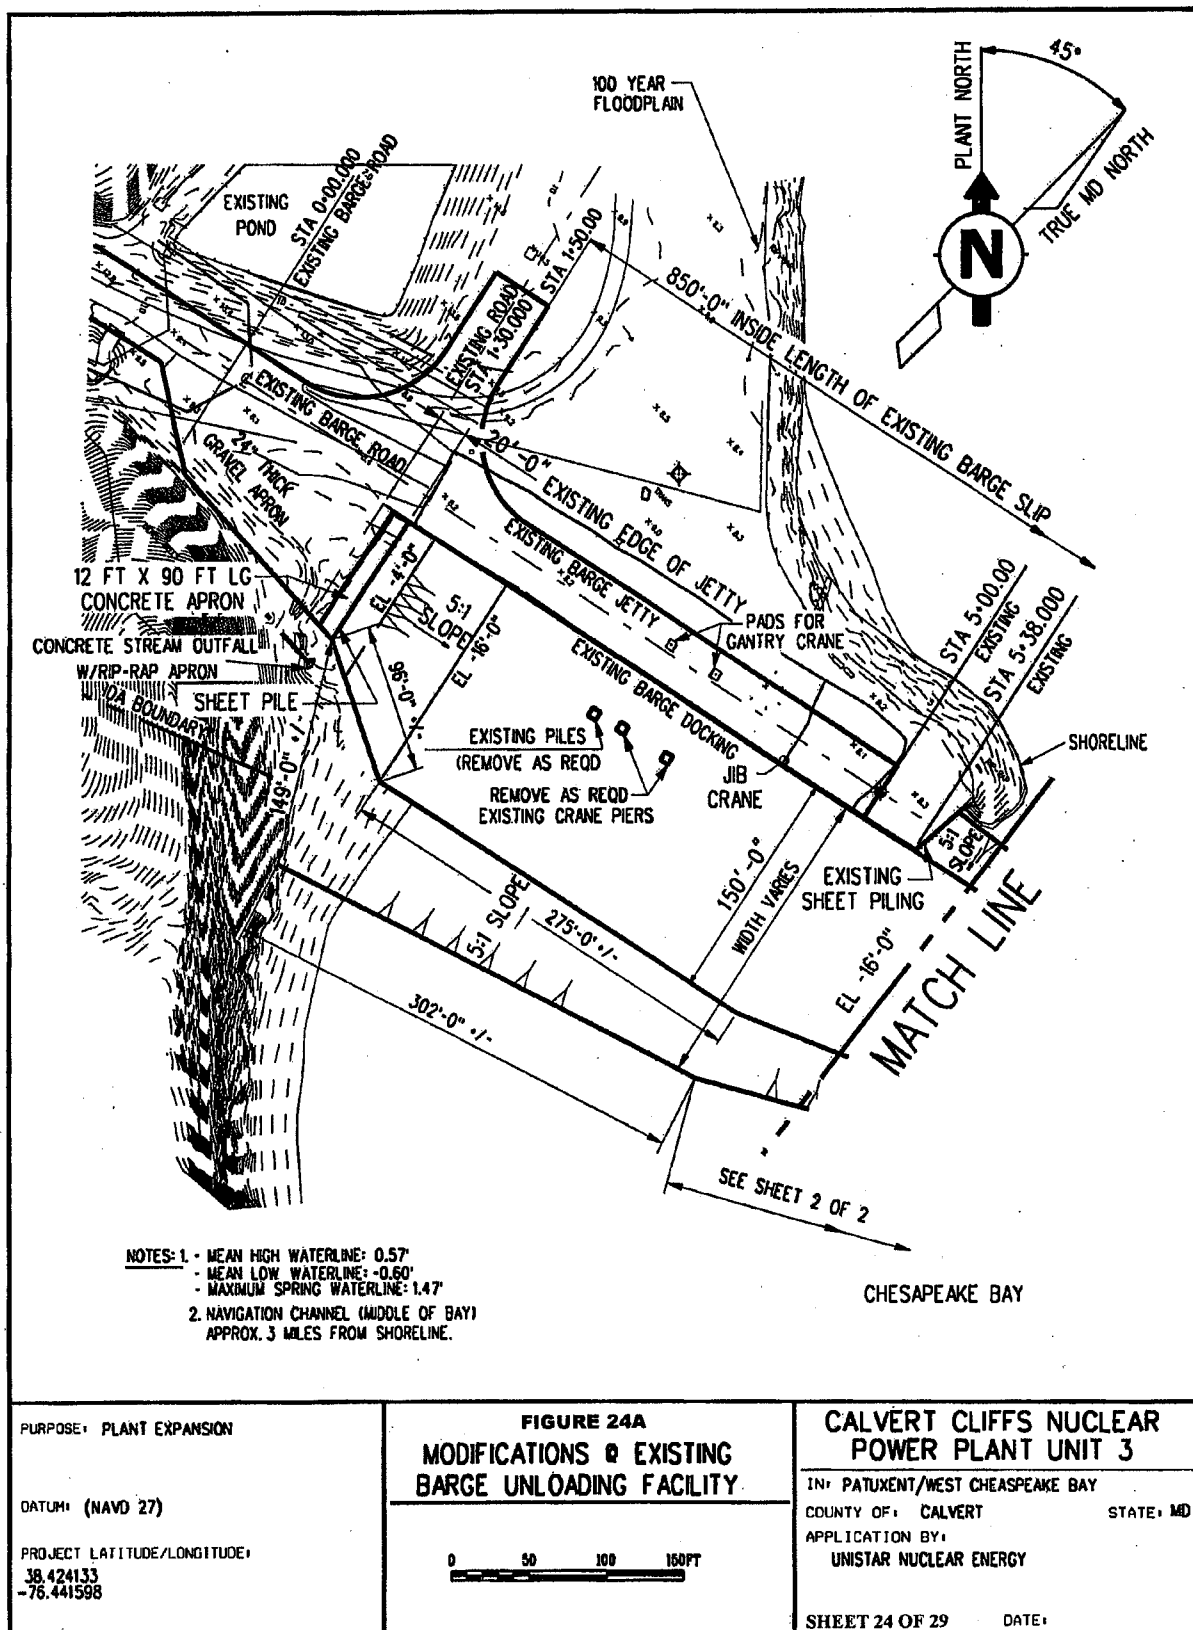 45°
PLANT NORTH
TRUE MD NORTH
N
100 YEAR
FLOODPLAIN
EXISTING
POND
STA 0+00.000
EXISTING BARGE ROAD
STA 1+50.00
EXISTING ROAD
STA 1+30.000
850'-0" INSIDE LENGTH OF EXISTING BARGE SLIP
EXISTING BARGE ROAD
24" THICK
GRAVEL APRON
20'-0"
EXISTING EDGE OF JETTY
EXISTING BARGE JETTY
EXISTING BARGE DOCKING
12 FT X 90 FT LG
CONCRETE APRON
CONCRETE STREAM OUTFALL
W/RIP-RAP APRON
SHEET PILE
DA BOUNDARY
EL -4'-0"
5:1
SLOPE
EL -16'-0"
96'-0" +/-
149'-0" +/-
PADS FOR
GANTRY CRANE
STA 5+00.00
EXISTING
STA 5+38.000
EXISTING
SHORELINE
EXISTING PILES
(REMOVE AS REQD
REMOVE AS REQD
EXISTING CRANE PIERS
JIB
CRANE
5:1
SLOPE
EXISTING
SHEET PILING
150'-0"
WIDTH VARIES
5:1 SLOPE
275'-0' +/-
302'-0" +/-
EL -16'-0"
MATCH LINE
SEE SHEET 2 OF 2
CHESAPEAKE BAY
NOTES: 1. - MEAN HIGH WATERLINE: 0.57'
- MEAN LOW WATERLINE: -0.60'
- MAXIMUM SPRING WATERLINE: 1.47'
2. NAVIGATION CHANNEL (MIDDLE OF BAY)
APPROX. 3 MILES FROM SHORELINE.
PURPOSE: PLANT EXPANSION
DATUM: (NAVD 27)
PROJECT LATITUDE/LONGITUDE:
38.424133
-76.441598
FIGURE 24A
MODIFICATIONS @ EXISTING
BARGE UNLOADING FACILITY
0 50 100 150FT
CALVERT CLIFFS NUCLEAR
POWER PLANT UNIT 3
IN: PATUXENT/WEST CHEASPEAKE BAY
COUNTY OF: CALVERT STATE: MD
APPLICATION BY:
UNISTAR NUCLEAR ENERGY
SHEET 24 OF 29 DATE: